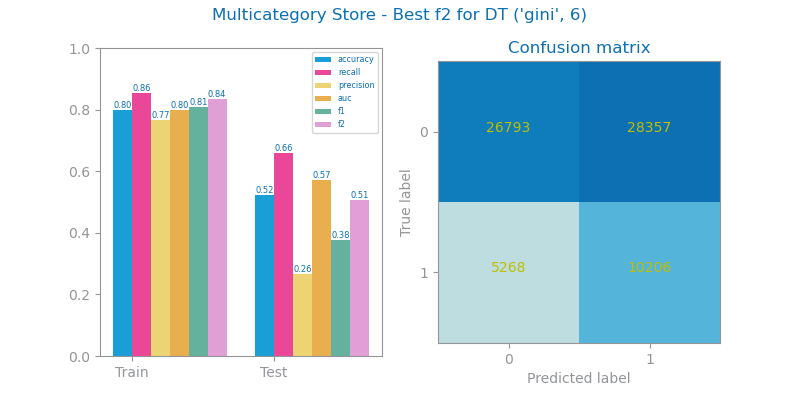 Multicategory Store - Best f2 for DT ('gini', 6)
1.0
0.8
0.6
0.4
0.2
0.0
0.80 0.86 0.77 0.80 0.81 0.84
0.52 0.66 0.26 0.57 0.38 0.51
accuracy
recall
precision
auc
f1
f2
Train Test
Confusion matrix
True label
0
1
26793 28357
5268 10206
0 1
Predicted label